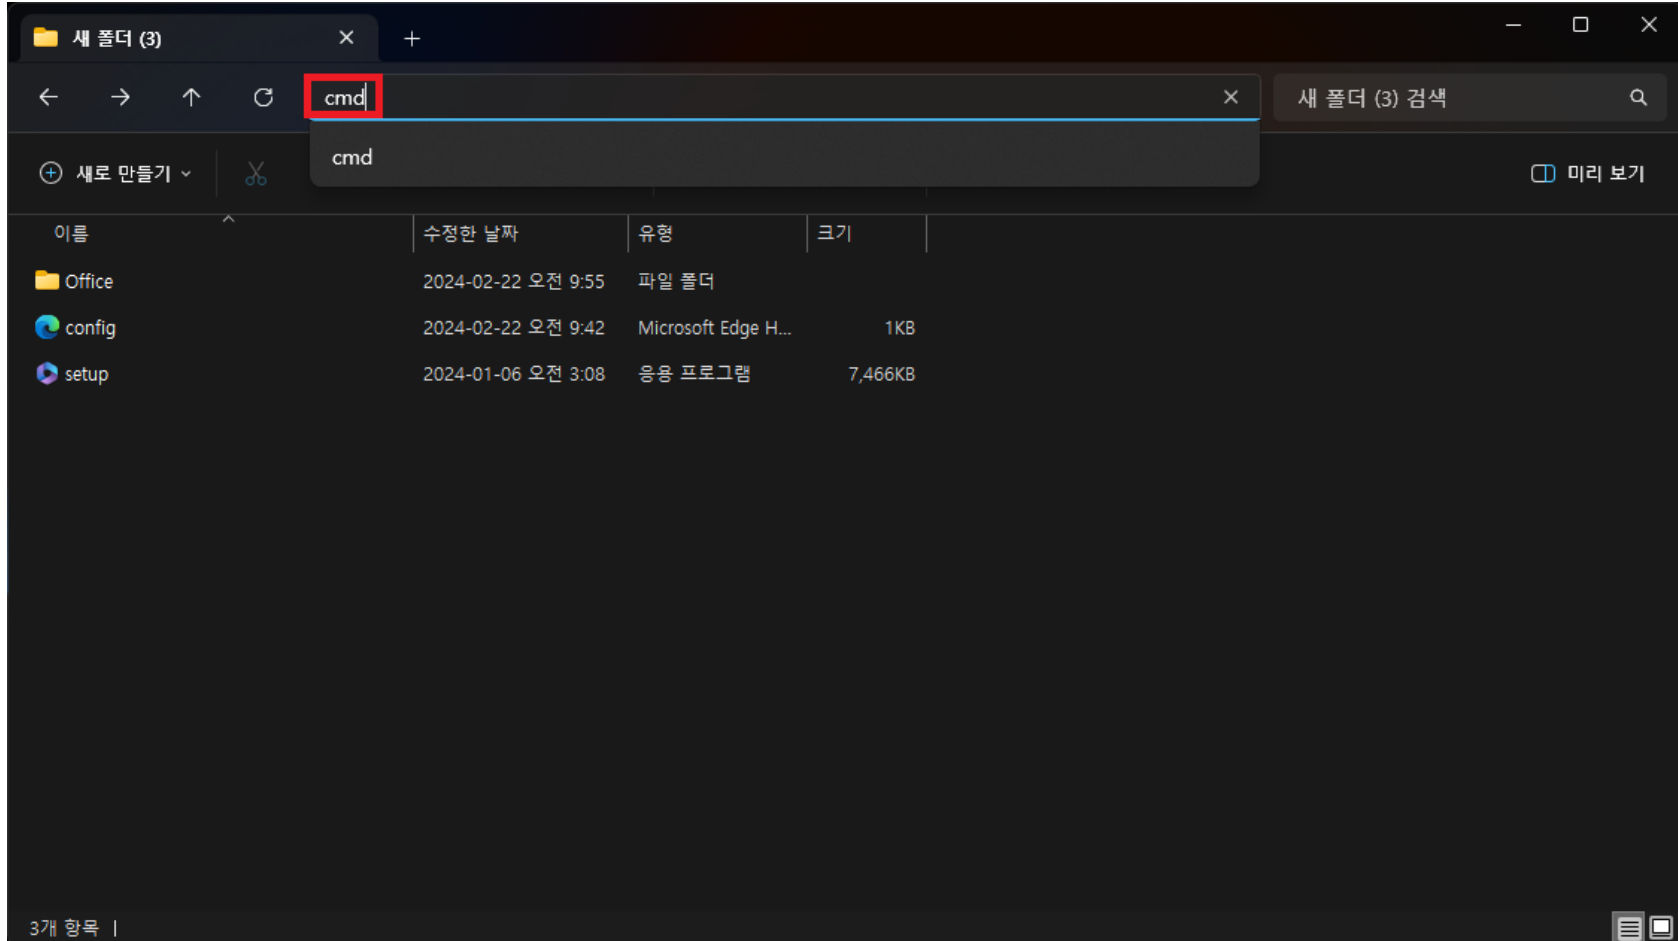 새 폴더 (3)
cmd
새 폴더 (3) 검색
cmd
새로 만들기
미리 보기
이름 수정한 날짜 유형 크기
Office 2024-02-22 오전 9:55 파일 폴더
config 2024-02-22 오전 9:42 Microsoft Edge H... 1KB
setup 2024-01-06 오전 3:08 응용 프로그램 7,466KB
3개 항목